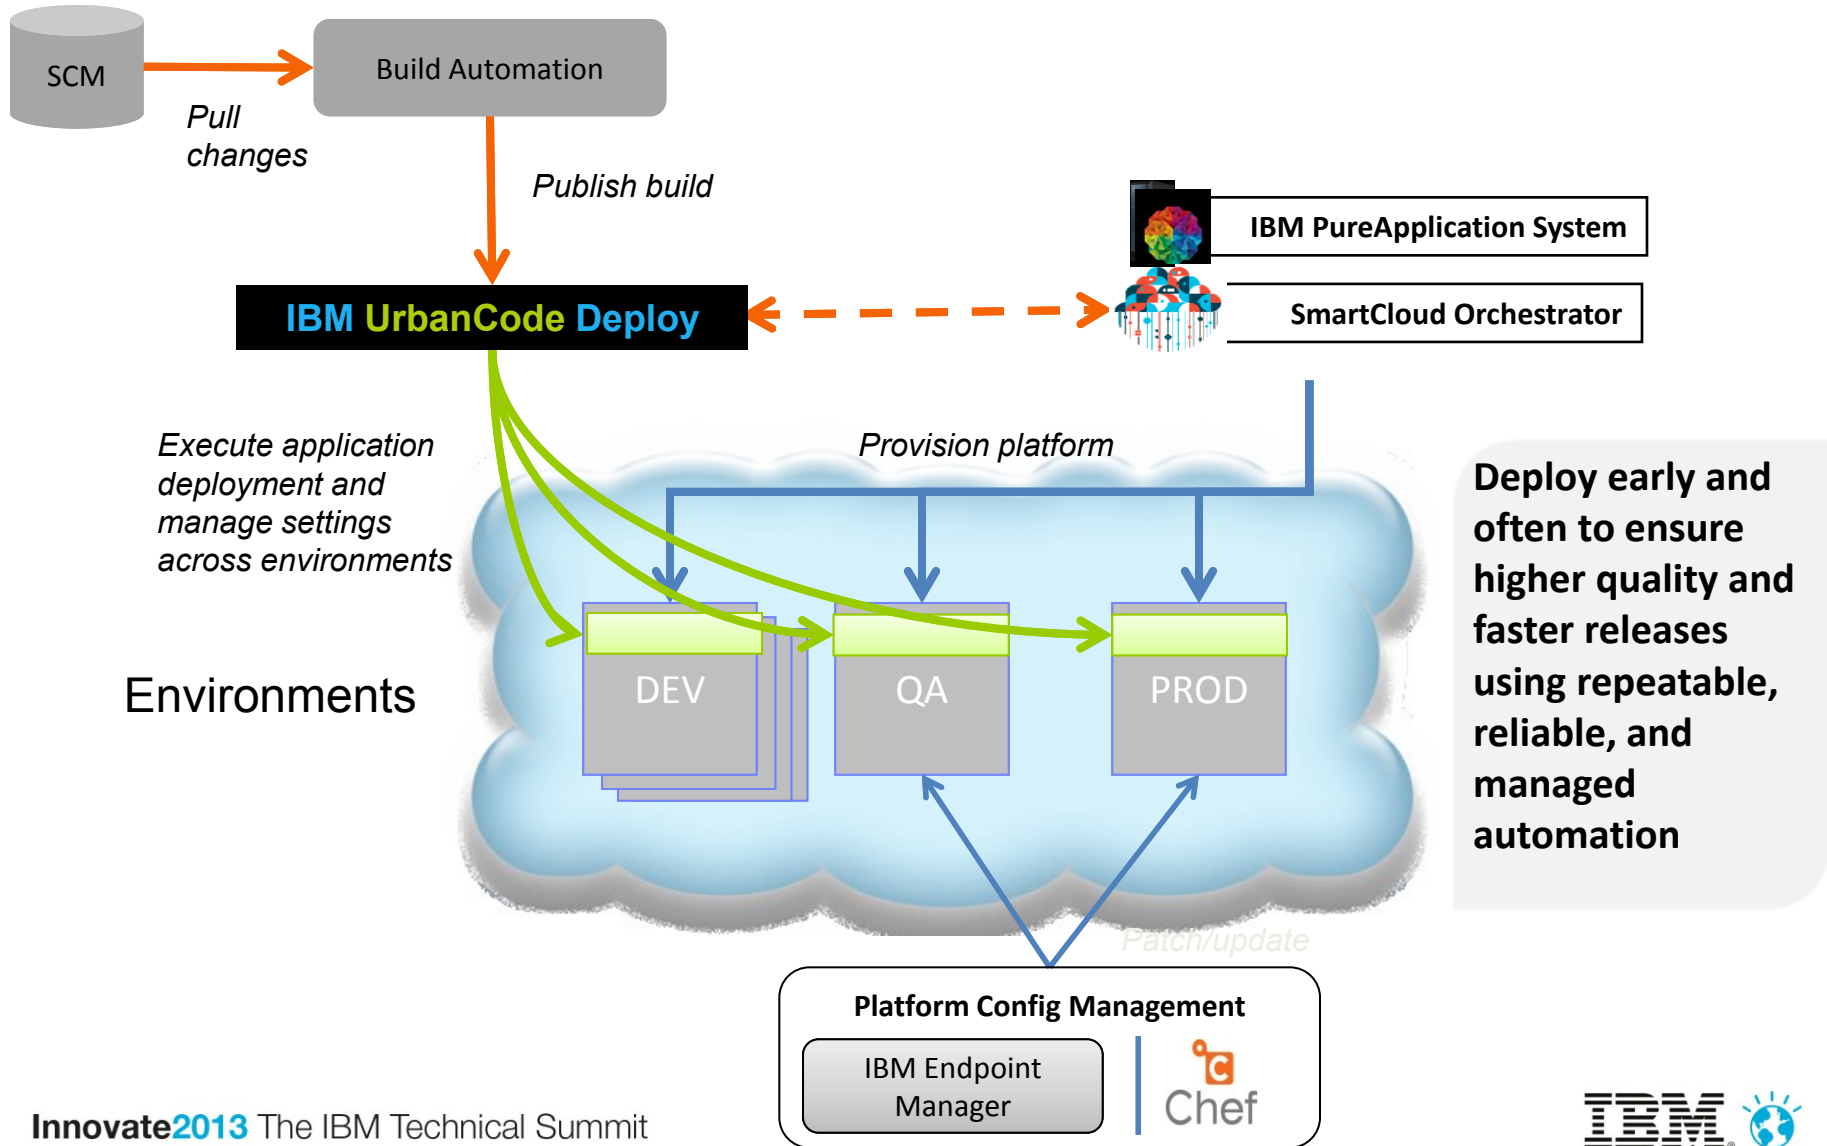 SCM
Build Automation
Pull
changes
Publish build
IBM PureApplication System
IBM UrbanCode Deploy
SmartCloud Orchestrator
Execute application
deployment and
manage settings
across environments
Provision platform
Deploy early and
often to ensure
higher quality and
faster releases
using repeatable,
reliable, and
managed
automation
Environments
DEV
QA
PROD
Patch/update
Platform Config Management
IBM Endpoint
Manager
Chef
Innovate2013 The IBM Technical Summit
IBM®